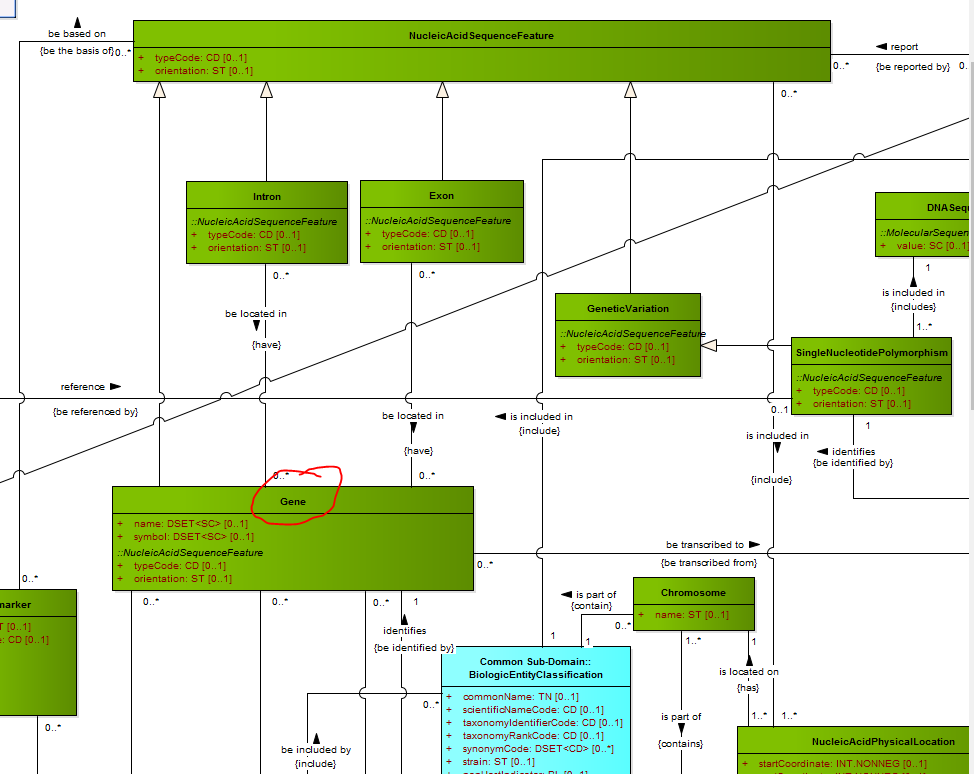 be based on
{be the basis of}
0..*
NucleicAcidSequenceFeature
+ typeCode: CD [0..1]
+ orientation: ST [0..1]
report
0..*
{be reported by}
0..*
Intron
::NucleicAcidSequenceFeature
+ typeCode: CD [0..1]
+ orientation: ST [0..1]
Exon
::NucleicAcidSequenceFeature
+ typeCode: CD [0..1]
+ orientation: ST [0..1]
::MolecularSequen
+ value: SC [0..1]
0..*
be located in
{have}
0..*
1
is included in
{includes}
1..*
GeneticVariation
::NucleicAcidSequenceFeature
+ typeCode: CD [0..1]
+ orientation: ST [0..1]
SingleNucleotidePolymorphism
::NucleicAcidSequenceFeature
+ typeCode: CD [0..1]
+ orientation: ST [0..1]
reference
{be referenced by}
be located in
{have}
0..*
is included in
{include}
0..1
is included in
{include}
1
identifies
{be identified by}
0..*
Gene
+ name: DSET<SC> [0..1]
+ symbol: DSET<SC> [0..1]
::NucleicAcidSequenceFeature
+ typeCode: CD [0..1]
+ orientation: ST [0..1]
0..*
be transcribed to
{be transcribed from}
0..*
marker
T [0..1]
e: CD [0..1]
0..*
0..*
0..*
0..*
1
identifies
{be identified by}
is part of
{contain}
0..*
1
1
Chromosome
+ name: ST [0..1]
1..*
1
is located on
{has}
1..*
1..*
is part of
{contains}
Common Sub-Domain::
BiologicEntityClassification
+ commonName: TN [0..1]
+ scientificNameCode: CD [0..1]
+ taxonomyIdentifierCode: CD [0..1]
+ taxonomyRankCode: CD [0..1]
+ synonymCode: DSET<CD> [0..*]
+ strain: ST [0..1]
0..*
be included by
{include}
NucleicAcidPhysicalLocation
+ startCoordinate: INT.NONNEG [0..1]